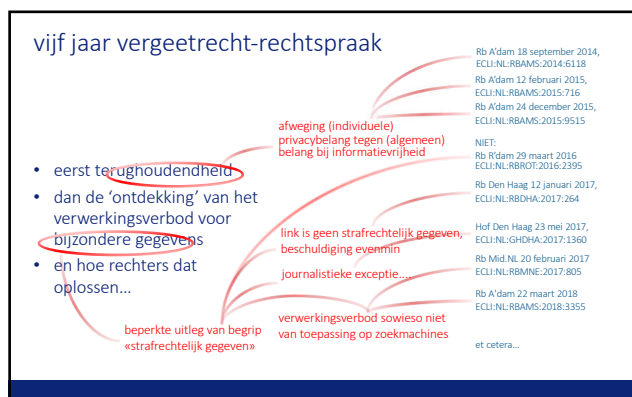 vijf jaar vergeetrecht-rechtspraak
• eerst terughoudendheid
• dan de ‘ontdekking’ van het
verwerkingsverbod voor
bijzondere gegevens
• en hoe rechters dat
oplossen…
afweging (individuele)
privacybelang tegen (algemeen)
belang bij informatievrijheid
link is geen strafrechtelijk gegeven,
beschuldiging evenmin
journalistieke exceptie….
verwerkingsverbod sowieso niet
van toepassing op zoekmachines
beperkte uitleg van begrip
«strafrechtelijk gegeven»
Rb A’dam 18 september 2014,
ECLI:NL:RBAMS:2014:6118
Rb A’dam 12 februari 2015,
ECLI:NL:RBAMS:2015:716
Rb A’dam 24 december 2015,
ECLI:NL:RBAMS:2015:9515
NIET:
Rb R’dam 29 maart 2016
ECLI:NL:RBROT:2016:2395
Rb Den Haag 12 januari 2017,
ECLI:NL:RBDHA:2017:264
Hof Den Haag 23 mei 2017,
ECLI:NL:GHDHA:2017:1360
Rb Mid.NL 20 februari 2017
ECLI:NL:RBMNE:2017:805
Rb A’dam 22 maart 2018
ECLI:NL:RBAMS:2018:3355
et cetera…